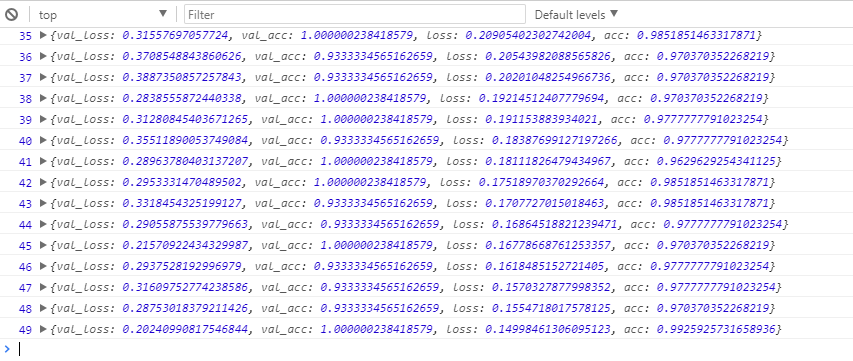 top ▼ Filter Default levels ▼
35 ▶{val_loss: 0.31557697057724, val_acc: 1.000000238418579, loss: 0.20905402302742004, acc: 0.9851851463317871}
36 ▶{val_loss: 0.3708548843860626, val_acc: 0.9333334565162659, loss: 0.20543982088565826, acc: 0.970370352268219}
37 ▶{val_loss: 0.3887350857257843, val_acc: 0.9333334565162659, loss: 0.20201048254966736, acc: 0.970370352268219}
38 ▶{val_loss: 0.2838555872440338, val_acc: 1.000000238418579, loss: 0.19214512407779694, acc: 0.970370352268219}
39 ▶{val_loss: 0.31280845403671265, val_acc: 1.000000238418579, loss: 0.191153883934021, acc: 0.9777777791023254}
40 ▶{val_loss: 0.35511890053749084, val_acc: 0.9333334565162659, loss: 0.18387699127197266, acc: 0.9777777791023254}
41 ▶{val_loss: 0.28963780403137207, val_acc: 1.000000238418579, loss: 0.18111826479434967, acc: 0.9629629254341125}
42 ▶{val_loss: 0.2953331470489502, val_acc: 1.000000238418579, loss: 0.17518970370292664, acc: 0.9851851463317871}
43 ▶{val_loss: 0.3318454325199127, val_acc: 0.9333334565162659, loss: 0.1707727015018463, acc: 0.9851851463317871}
44 ▶{val_loss: 0.29055875539779663, val_acc: 0.9333334565162659, loss: 0.16864518821239471, acc: 0.9777777791023254}
45 ▶{val_loss: 0.21570922434329987, val_acc: 1.000000238418579, loss: 0.16778668761253357, acc: 0.970370352268219}
46 ▶{val_loss: 0.2937528192996979, val_acc: 0.9333334565162659, loss: 0.1618485152721405, acc: 0.9777777791023254}
47 ▶{val_loss: 0.31609752774238586, val_acc: 0.9333334565162659, loss: 0.1570327877998352, acc: 0.9777777791023254}
48 ▶{val_loss: 0.28753018379211426, val_acc: 0.9333334565162659, loss: 0.1554718017578125, acc: 0.970370352268219}
49 ▶{val_loss: 0.20240990817546844, val_acc: 1.000000238418579, loss: 0.14998461306095123, acc: 0.9925925731658936}